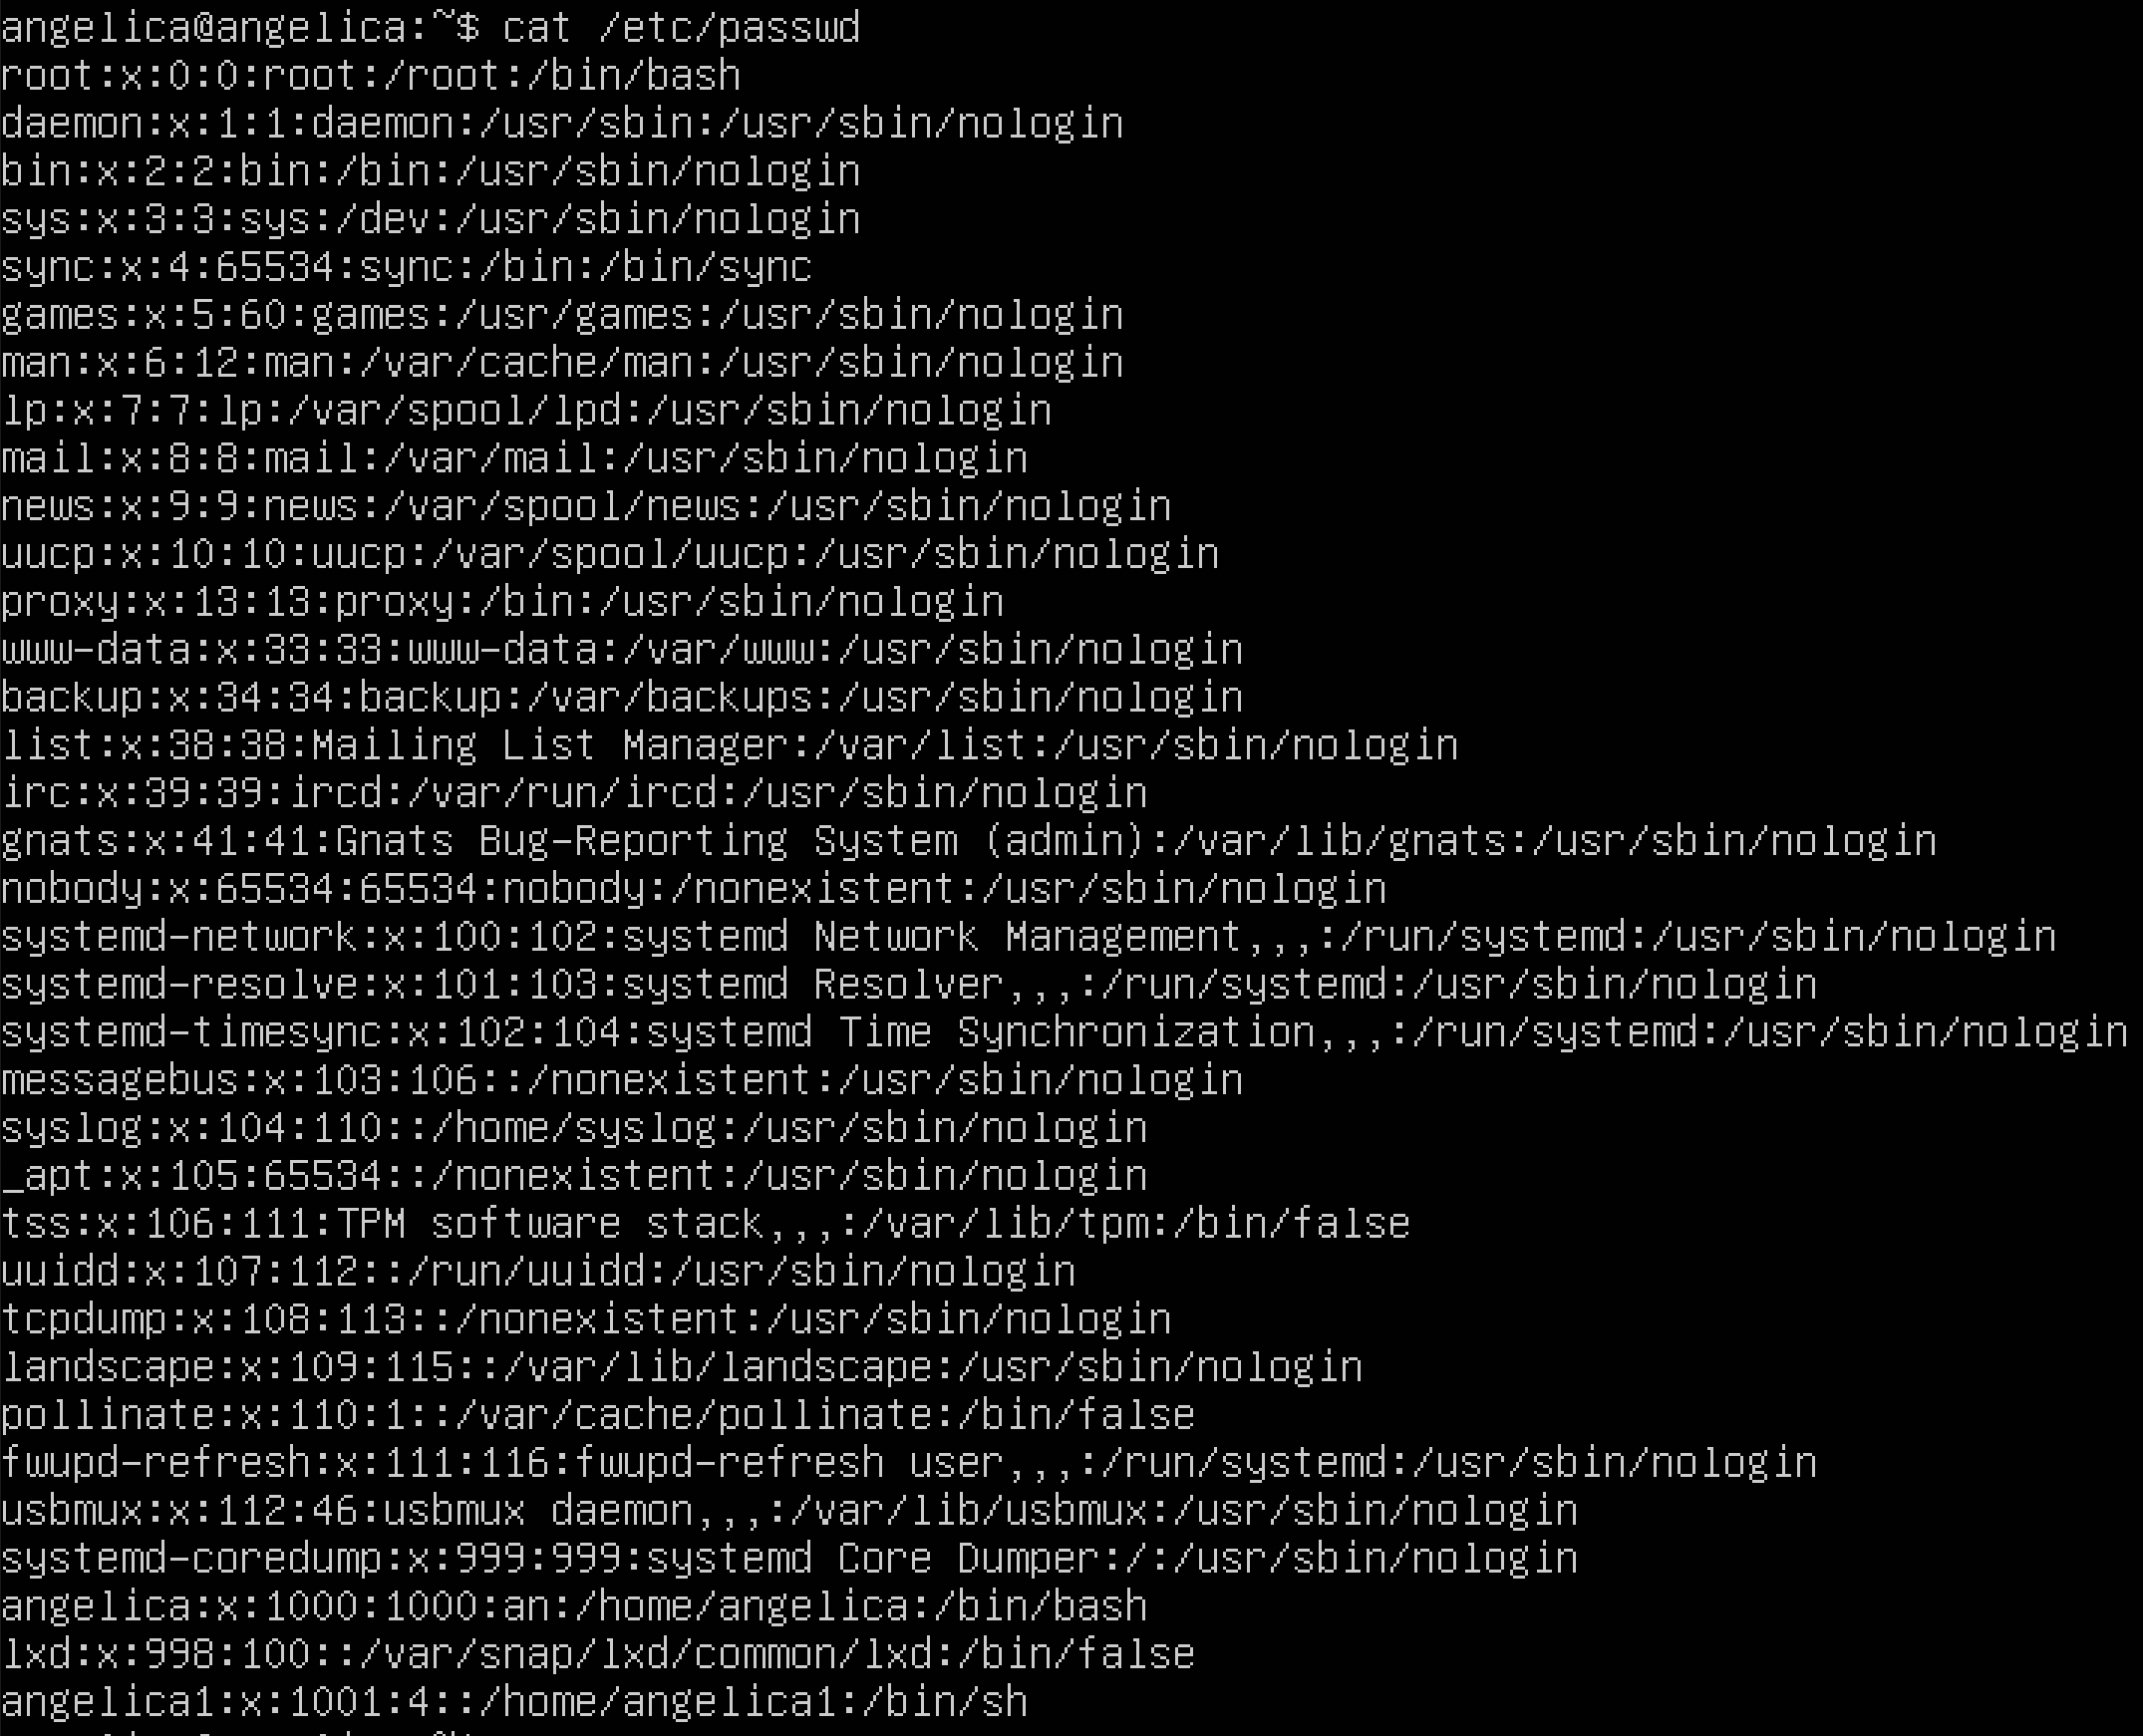 angelica@angelica:~$ cat /etc/passwd
root:x:0:0:root:/root:/bin/bash
daemon:x:1:1:daemon:/usr/sbin:/usr/sbin/nologin
bin:x:2:2:bin:/bin:/usr/sbin/nologin
sys:x:3:3:sys:/dev:/usr/sbin/nologin
sync:x:4:65534:sync:/bin:/bin/sync
games:x:5:60:games:/usr/games:/usr/sbin/nologin
man:x:6:12:man:/var/cache/man:/usr/sbin/nologin
lp:x:7:7:lp:/var/spool/lpd:/usr/sbin/nologin
mail:x:8:8:mail:/var/mail:/usr/sbin/nologin
news:x:9:9:news:/var/spool/news:/usr/sbin/nologin
uucp:x:10:10:uucp:/var/spool/uucp:/usr/sbin/nologin
proxy:x:13:13:proxy:/bin:/usr/sbin/nologin
www-data:x:33:33:www-data:/var/www:/usr/sbin/nologin
backup:x:34:34:backup:/var/backups:/usr/sbin/nologin
list:x:38:38:Mailing List Manager:/var/list:/usr/sbin/nologin
irc:x:39:39:ircd:/var/run/ircd:/usr/sbin/nologin
gnats:x:41:41:Gnats Bug-Reporting System (admin):/var/lib/gnats:/usr/sbin/nologin
nobody:x:65534:65534:nobody:/nonexistent:/usr/sbin/nologin
systemd-network:x:100:102:systemd Network Management,,,:/run/systemd:/usr/sbin/nologin
systemd-resolve:x:101:103:systemd Resolver,,,:/run/systemd:/usr/sbin/nologin
systemd-timesync:x:102:104:systemd Time Synchronization,,,:/run/systemd:/usr/sbin/nologin
messagebus:x:103:106::/nonexistent:/usr/sbin/nologin
syslog:x:104:110::/home/syslog:/usr/sbin/nologin
_apt:x:105:65534::/nonexistent:/usr/sbin/nologin
tss:x:106:111:TPM software stack,,,:/var/lib/tpm:/bin/false
uuidd:x:107:112::/run/uuidd:/usr/sbin/nologin
tcpdump:x:108:113::/nonexistent:/usr/sbin/nologin
landscape:x:109:115::/var/lib/landscape:/usr/sbin/nologin
pollinate:x:110:1::/var/cache/pollinate:/bin/false
fwupd-refresh:x:111:116:fwupd-refresh user,,,:/run/systemd:/usr/sbin/nologin
usbmux:x:112:46:usbmux daemon,,,:/var/lib/usbmux:/usr/sbin/nologin
systemd-coredump:x:999:999:systemd Core Dumper:/:/usr/sbin/nologin
angelica:x:1000:1000:an:/home/angelica:/bin/bash
lxd:x:998:100::/var/snap/lxd/common/lxd:/bin/false
angelica1:x:1001:4::/home/angelica1:/bin/sh